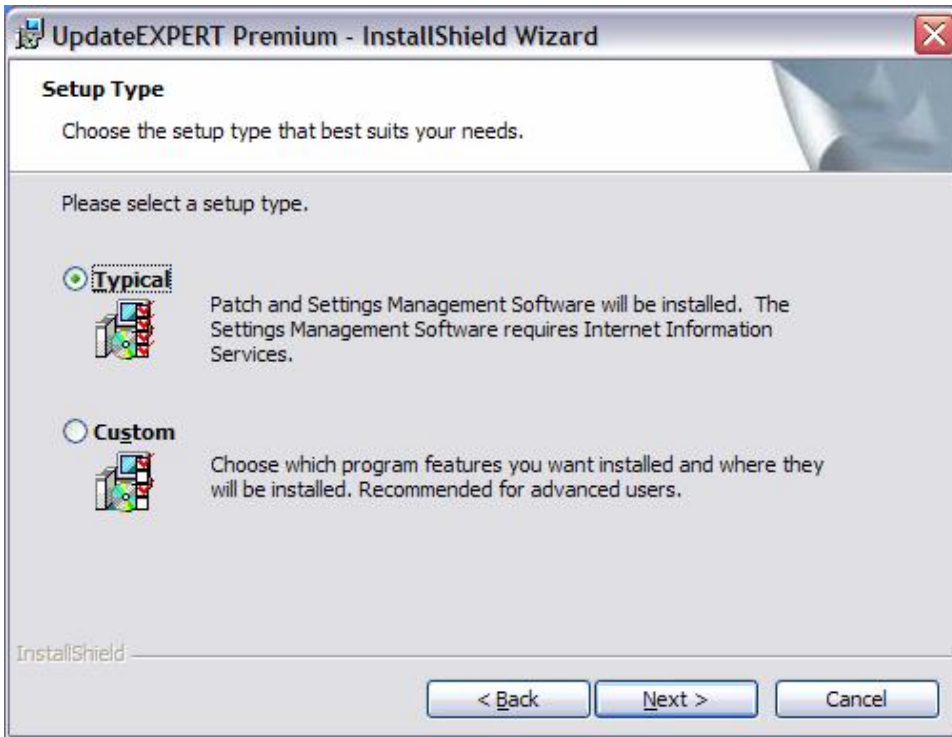 UpdateEXPERT Premium - InstallShield Wizard
Setup Type
Choose the setup type that best suits your needs.
Please select a setup type.
Typical
Patch and Settings Management Software will be installed. The
Settings Management Software requires Internet Information
Services.
Custom
Choose which program features you want installed and where they
will be installed. Recommended for advanced users.
InstallShield
< Back
Next >
Cancel